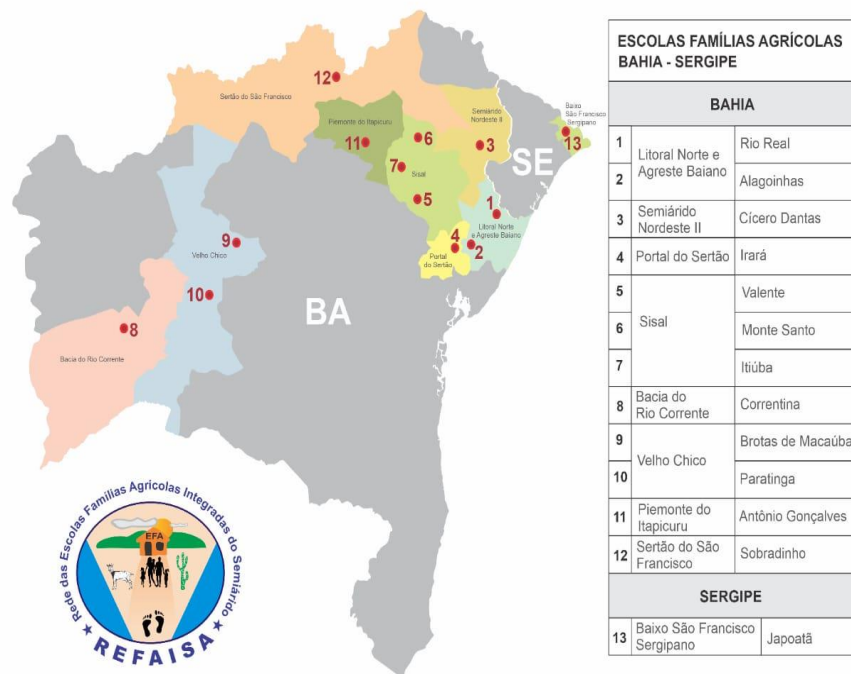 12
Sertão do São Francisco
Piemonte do Itapicuru
11
6
Semiárido
Nordeste II
3
Baixo
São Francisco
Sergipano
13
SE
7
Sisal
5
1
Litoral Norte
e Agreste Baiano
4
2
Portal
do Sertão
9
Velho Chico
10
BA
8
Bacia do Rio Corrente
Rede das Escolas Famílias Agrícolas Integradas do Semiárido
EFA
REFAISA
ESCOLAS FAMÍLIAS AGRÍCOLAS
BAHIA - SERGIPE
BAHIA
1 Litoral Norte e Rio Real
2 Agreste Baiano Alagoinhas
3 Semiárido Nordeste II Cícero Dantas
4 Portal do Sertão Irará
5 Valente
6 Sisal Monte Santo
7 Itiúba
8 Bacia do Rio Corrente Correntina
9 Velho Chico Brotas de Macaúba
10 Paratinga
11 Piemonte do Itapicuru Antônio Gonçalves
12 Sertão do São Francisco Sobradinho
SERGIPE
13 Baixo São Francisco Sergipano Japoatã